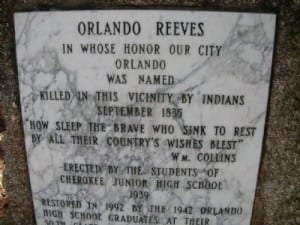 ORLANDO REEVES
IN WHOSE HONOR OUR CITY
ORLANDO
WAS NAMED
KILLED IN THIS VICINITY BY INDIANS
SEPTEMBER 1835
"HOW SLEEP THE BRAVE WHO SINK TO REST
BY ALL THEIR COUNTRY'S WISHES BLEST"
WM. COLLINS
ERECTED BY THE STUDENTS OF
CHEROKEE JUNIOR HIGH SCHOOL
1939
RESTORED IN 1992 BY THE 1942 ORLANDO
HIGH SCHOOL GRADUATES AT THEIR
50TH